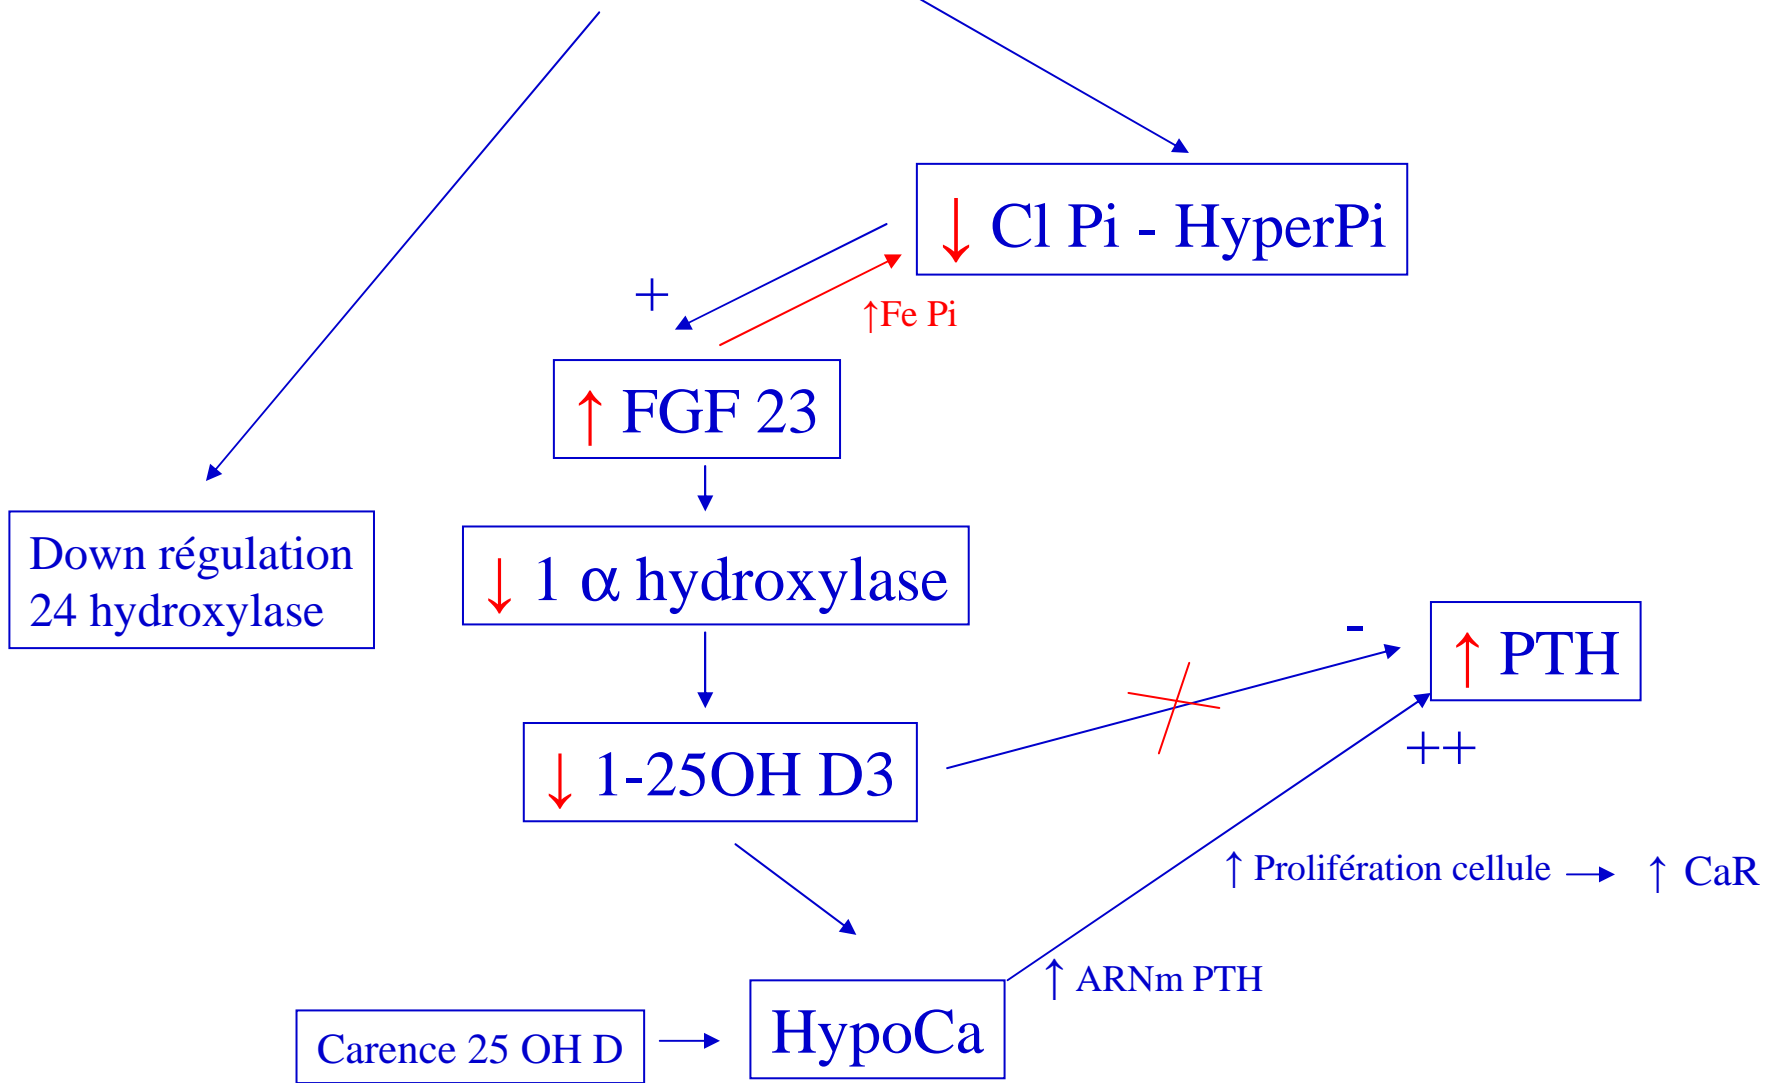 ↓ Cl Pi - HyperPi
+
↑Fe Pi
↑ FGF 23
Down régulation
24 hydroxylase
↓ 1 α hydroxylase
-
↑ PTH
++
↓ 1-25OH D3
↑ Prolifération cellule → ↑ CaR
↑ ARNm PTH
Carence 25 OH D
HypoCa